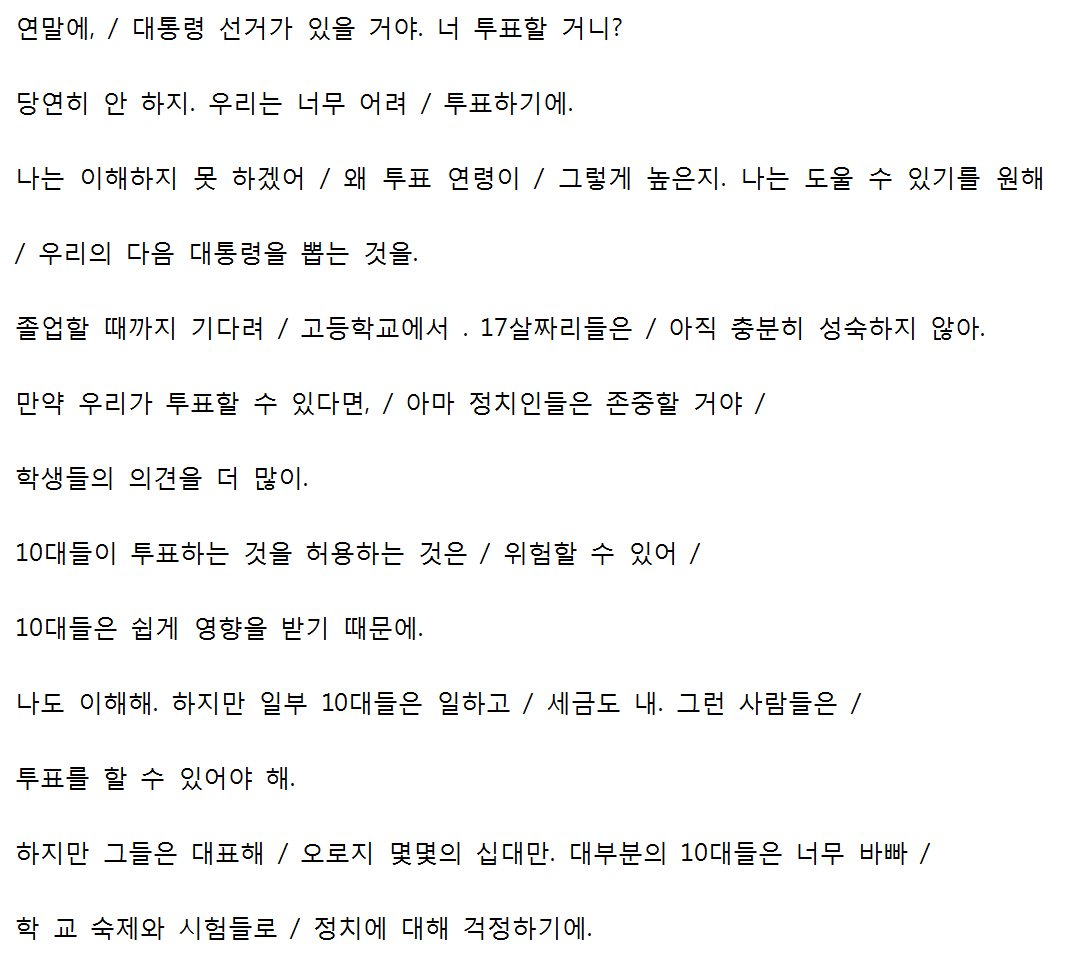 연말에, / 대통령 선거가 있을 거야. 너 투표할 거니?
당연히 안 하지. 우리는 너무 어려 / 투표하기에.
나는 이해하지 못 하겠어 / 왜 투표 연령이 / 그렇게 높은지. 나는 도울 수 있기를 원해
/ 우리의 다음 대통령을 뽑는 것을.
졸업할 때까지 기다려 / 고등학교에서 . 17살짜리들은 / 아직 충분히 성숙하지 않아.
만약 우리가 투표할 수 있다면, / 아마 정치인들은 존중할 거야 /
학생들의 의견을 더 많이.
10대들이 투표하는 것을 허용하는 것은 / 위험할 수 있어 /
10대들은 쉽게 영향을 받기 때문에.
나도 이해해. 하지만 일부 10대들은 일하고 / 세금도 내. 그런 사람들은 /
투표를 할 수 있어야 해.
하지만 그들은 대표해 / 오로지 몇몇의 십대만. 대부분의 10대들은 너무 바빠 /
학 교 숙제와 시험들로 / 정치에 대해 걱정하기에.